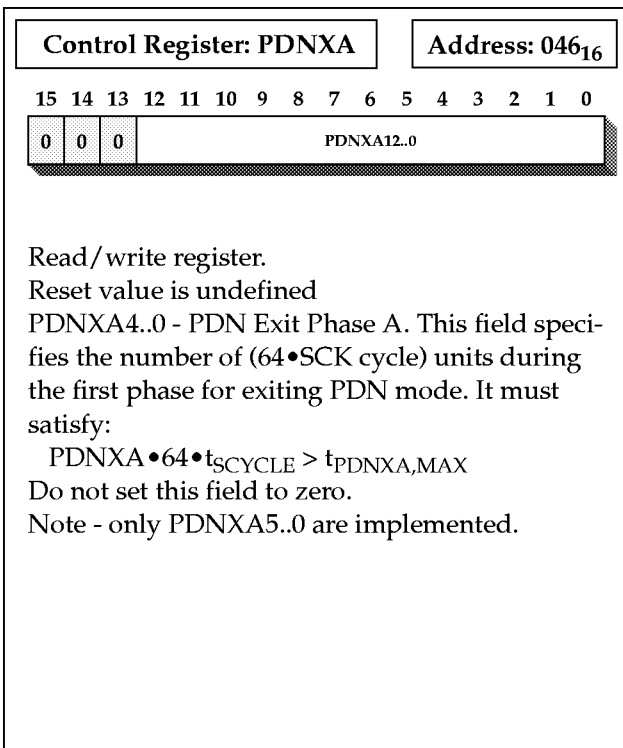 Control Register: PDNXA
Address: 046₁₆
15 14 13 12 11 10 9 8 7 6 5 4 3 2 1 0
0 0 0 PDNXA12..0
Read/write register.
Reset value is undefined
PDNXA4..0 - PDN Exit Phase A. This field speci-
fies the number of (64•SCK cycle) units during
the first phase for exiting PDN mode. It must
satisfy:
PDNXA•64•tSCYCLE > tPDNXA,MAX
Do not set this field to zero.
Note - only PDNXA5..0 are implemented.